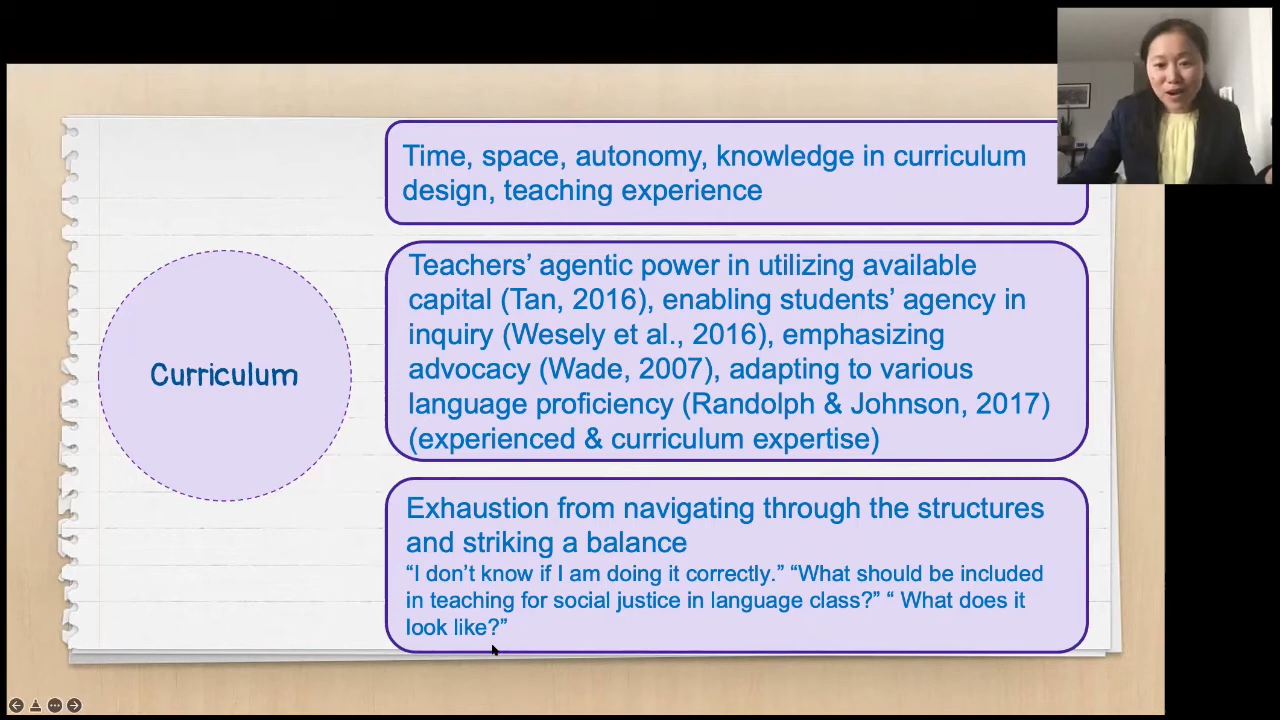 Time, space, autonomy, knowledge in curriculum
design, teaching experience
Curriculum
Teachers’ agentic power in utilizing available
capital (Tan, 2016), enabling students’ agency in
inquiry (Wesely et al., 2016), emphasizing
advocacy (Wade, 2007), adapting to various
language proficiency (Randolph & Johnson, 2017)
(experienced & curriculum expertise)
Exhaustion from navigating through the structures
and striking a balance
“I don’t know if I am doing it correctly.” “What should be included
in teaching for social justice in language class?” “ What does it
look like?”